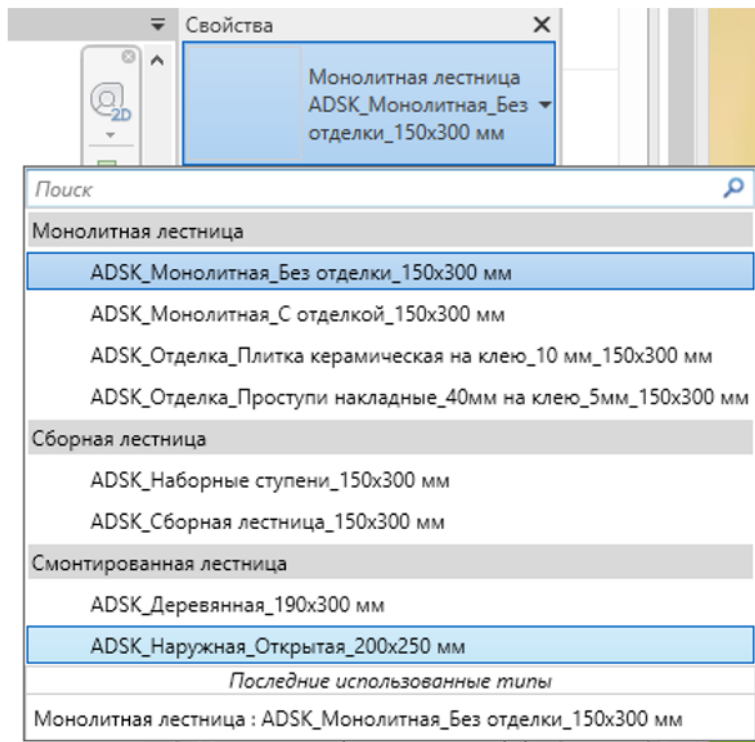 Свойства
2D
Монолитная лестница
ADSK_Монолитная_Без
отделки_150x300 мм
Поиск
Монолитная лестница
ADSK_Монолитная_Без отделки_150x300 мм
ADSK_Монолитная_С отделкой_150x300 мм
ADSK_Отделка_Плитка керамическая на клею_10 мм_150x300 мм
ADSK_Отделка_Проступи накладные_40мм на клею_5мм_150x300 мм
Сборная лестница
ADSK_Наборные ступени_150x300 мм
ADSK_Сборная лестница_150x300 мм
Смонтированная лестница
ADSK_Деревянная_190x300 мм
ADSK_Наружная_Открытая_200x250 мм
Последние использованные типы
Монолитная лестница : ADSK_Монолитная_Без отделки_150x300 мм